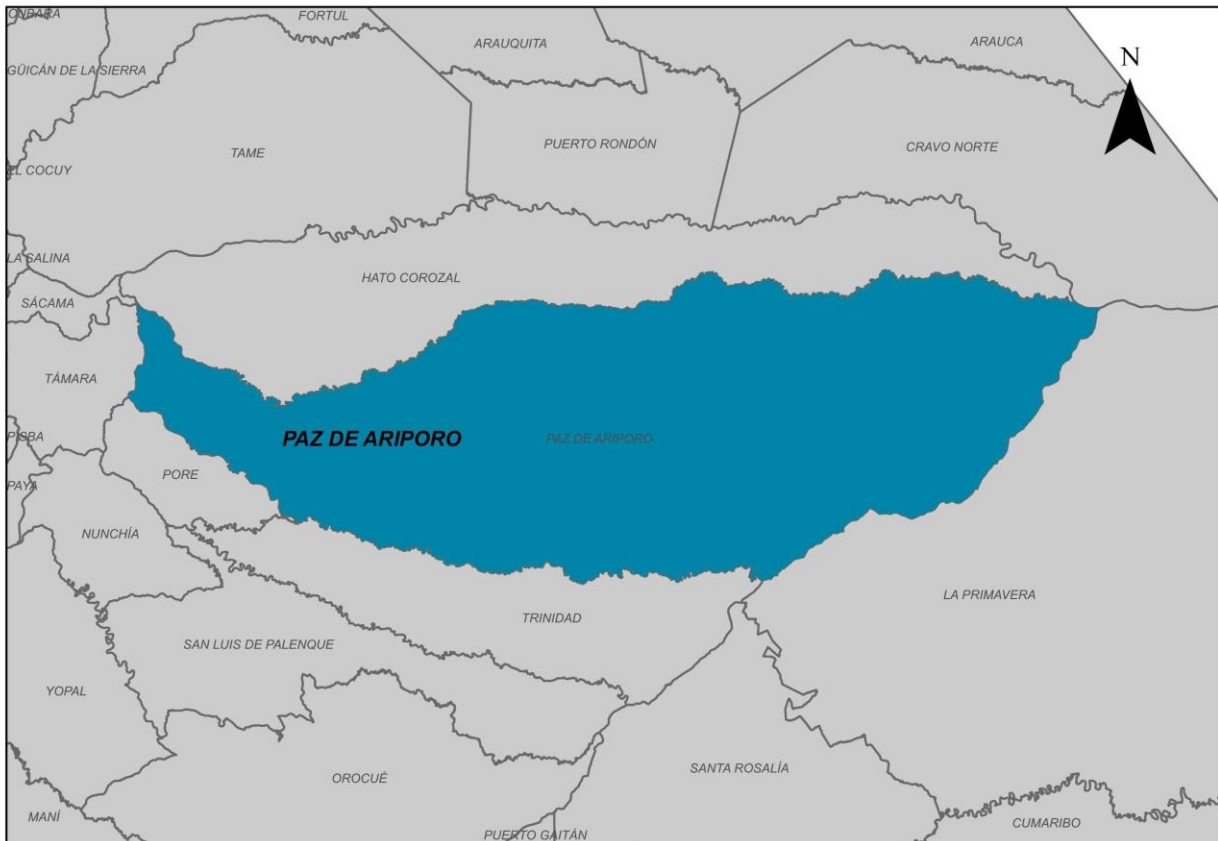 CUBARÁ
FORTUL
ARAUQUITA
ARAUCA
GÜICÁN DE LA SIERRA
N
TAME
PUERTO RONDÓN
CRAVO NORTE
EL COCUY
LA SALINA
HATO COROZAL
SÁCAMA
TÁMARA
PISBA
PAZ DE ARIPORO
PAZ DE ARIPORO
PORE
PAYA
NUNCHÍA
LA PRIMAVERA
TRINIDAD
SAN LUIS DE PALENQUE
YOPAL
SANTA ROSALÍA
OROCUÉ
MANÍ
PUERTO GAITÁN
CUMARIBO